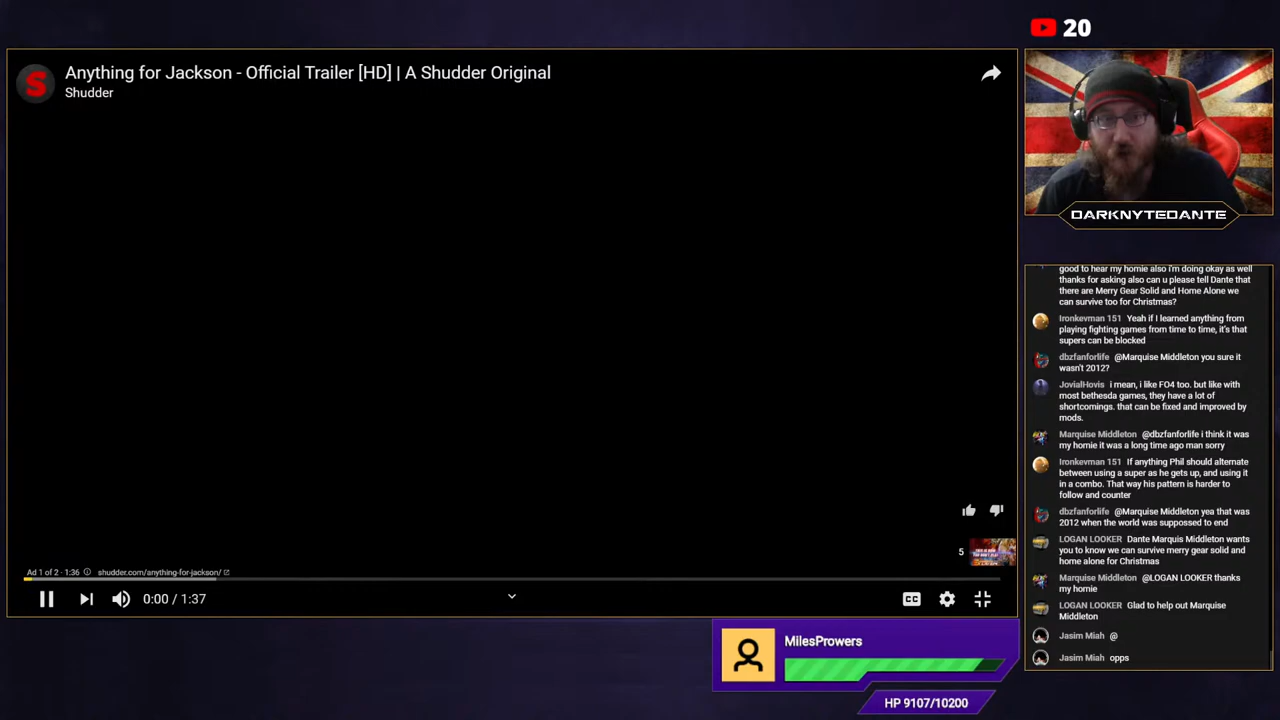 20
Anything for Jackson - Official Trailer [HD] | A Shudder Original
Shudder
S
DARKNYTEDANTE
good to hear my homie also i'm doing okay as well
thanks for asking also can u please tell Dante that
there are Merry Gear Solid and Home Alone we
can survive too for Christmas?
Ironkevman 151 Yeah if I learned anything from
playing fighting games from time to time, it's that
supers can be blocked
dbzfanforlife @Marquise Middleton you sure it
wasn't 2012?
JovialHovis i mean, i like FO4 too. but like with
most bethesda games, they have a lot of
shortcomings. that can be fixed and improved by
mods.
Marquise Middleton @dbzfanforlife i think it was
my homie it was a long time ago man sorry
Ironkevman 151 If anything Phil should alternate
between using a super as he gets up, and using it
in a combo. That way his pattern is harder to
follow and counter
dbzfanforlife @Marquise Middleton yea that was
2012 when the world was suppossed to end
LOGAN LOOKER Dante Marquis Middleton wants
you to know we can survive merry gear solid and
home alone for Christmas
Marquise Middleton @LOGAN LOOKER thanks
my homie
LOGAN LOOKER Glad to help out Marquise
Middleton
Jasim Miah @
Jasim Miah opps
5
Ad 1 of 2 · 1:36 shudder.com/anything-for-jackson/
0:00 / 1:37
CC
MilesProwers
HP 9107/10200